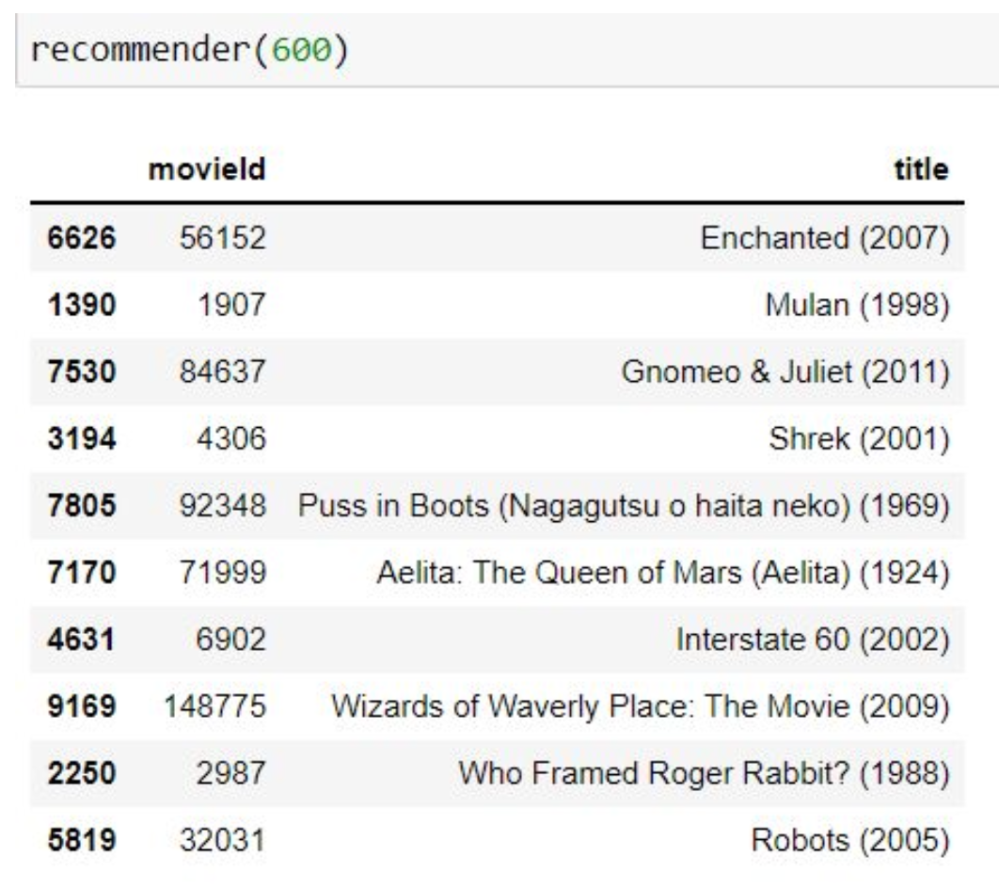 recommender(600)
movieId title
6626 56152 Enchanted (2007)
1390 1907 Mulan (1998)
7530 84637 Gnomeo & Juliet (2011)
3194 4306 Shrek (2001)
7805 92348 Puss in Boots (Nagagutsu o haita neko) (1969)
7170 71999 Aelita: The Queen of Mars (Aelita) (1924)
4631 6902 Interstate 60 (2002)
9169 148775 Wizards of Waverly Place: The Movie (2009)
2250 2987 Who Framed Roger Rabbit? (1988)
5819 32031 Robots (2005)